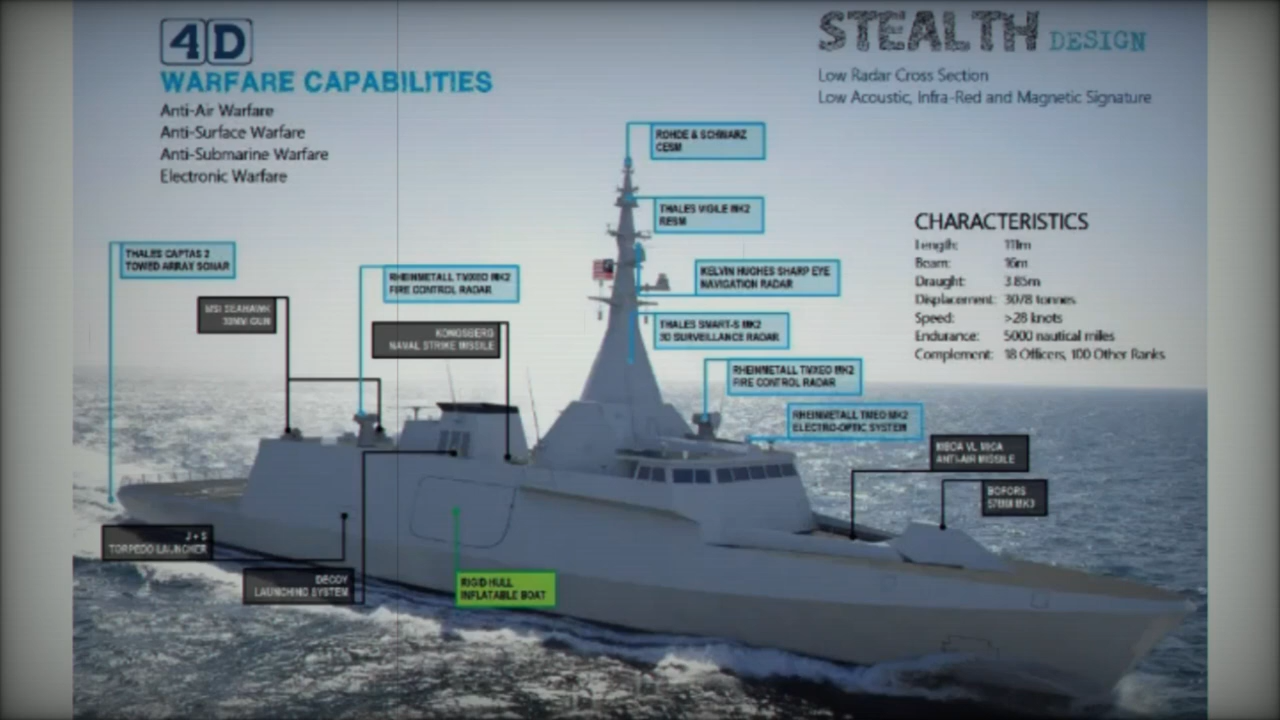 4D
WARFARE CAPABILITIES
Anti-Air Warfare
Anti-Surface Warfare
Anti-Submarine Warfare
Electronic Warfare
STEALTH DESIGN
Low Radar Cross Section
Low Acoustic, Infra-Red and Magnetic Signature
ROHDE & SCHWARZ
CESM
THALES VIGILE MK2
RESM
KELVIN HUGHES SHARP EYE
NAVIGATION RADAR
THALES SMART-S MK2
3D SURVEILLANCE RADAR
RHEINMETALL TMXEO MK2
FIRE CONTROL RADAR
RHEINMETALL TMEO MK2
ELECTRO-OPTIC SYSTEM
MBDA VL MICA
ANTI-AIR MISSILE
BOFORS
57MM MK3
CHARACTERISTICS
Length: 111m
Beam: 16m
Draught: 3.85m
Displacement: 3078 tonnes
Speed: >28 knots
Endurance: 5000 nautical miles
Complement: 18 Officers, 100 Other Ranks
THALES CAPTAS 2
TOWED ARRAY SONAR
MSI SEAHAWK
30MM GUN
RHEINMETALL TMXEO MK2
FIRE CONTROL RADAR
KONGSBERG
NAVAL STRIKE MISSILE
J + S
TORPEDO LAUNCHER
DECOY
LAUNCHING SYSTEM
RIGID HULL
INFLATABLE BOAT